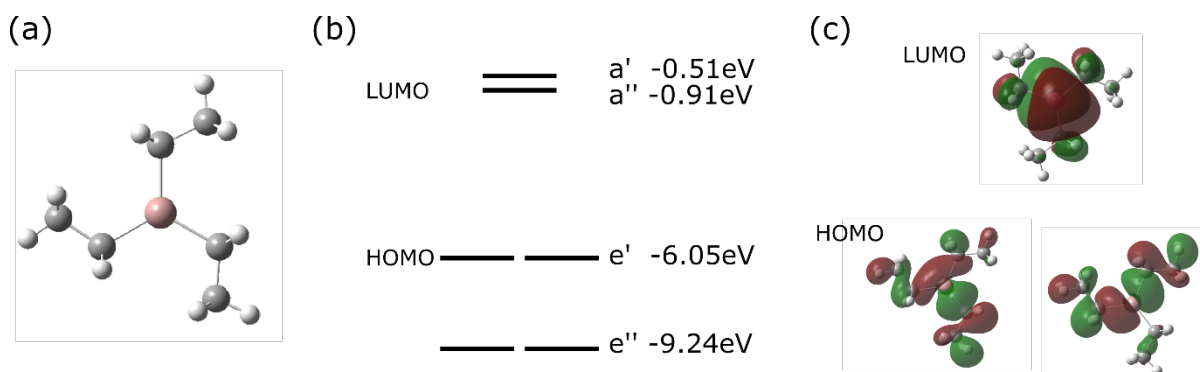 (a)
(b)
LUMO
a' -0.51eV
a'' -0.91eV
HOMO
e' -6.05eV
e'' -9.24eV
(c)
LUMO
HOMO